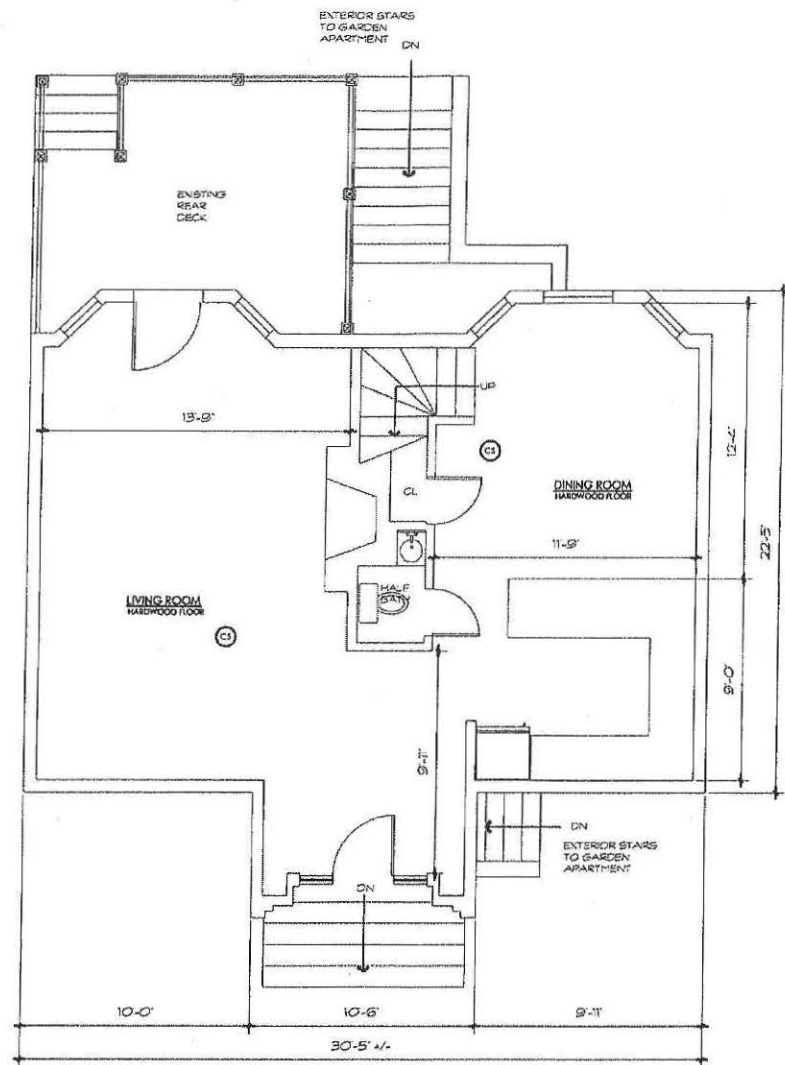 EXTERIOR STAIRS
TO GARDEN
APARTMENT
DN
EXISTING
REAR
DECK
13'-9"
UP
CS
CL
DINING ROOM
HARDWOOD FLOOR
12'-4"
22'-5"
11'-9"
HALF
BATH
LIVING ROOM
HARDWOOD FLOOR
CS
9'-0"
9'-11"
DN
EXTERIOR STAIRS
TO GARDEN
APARTMENT
DN
10'-0"
10'-6"
9'-11"
30'-5" +/-